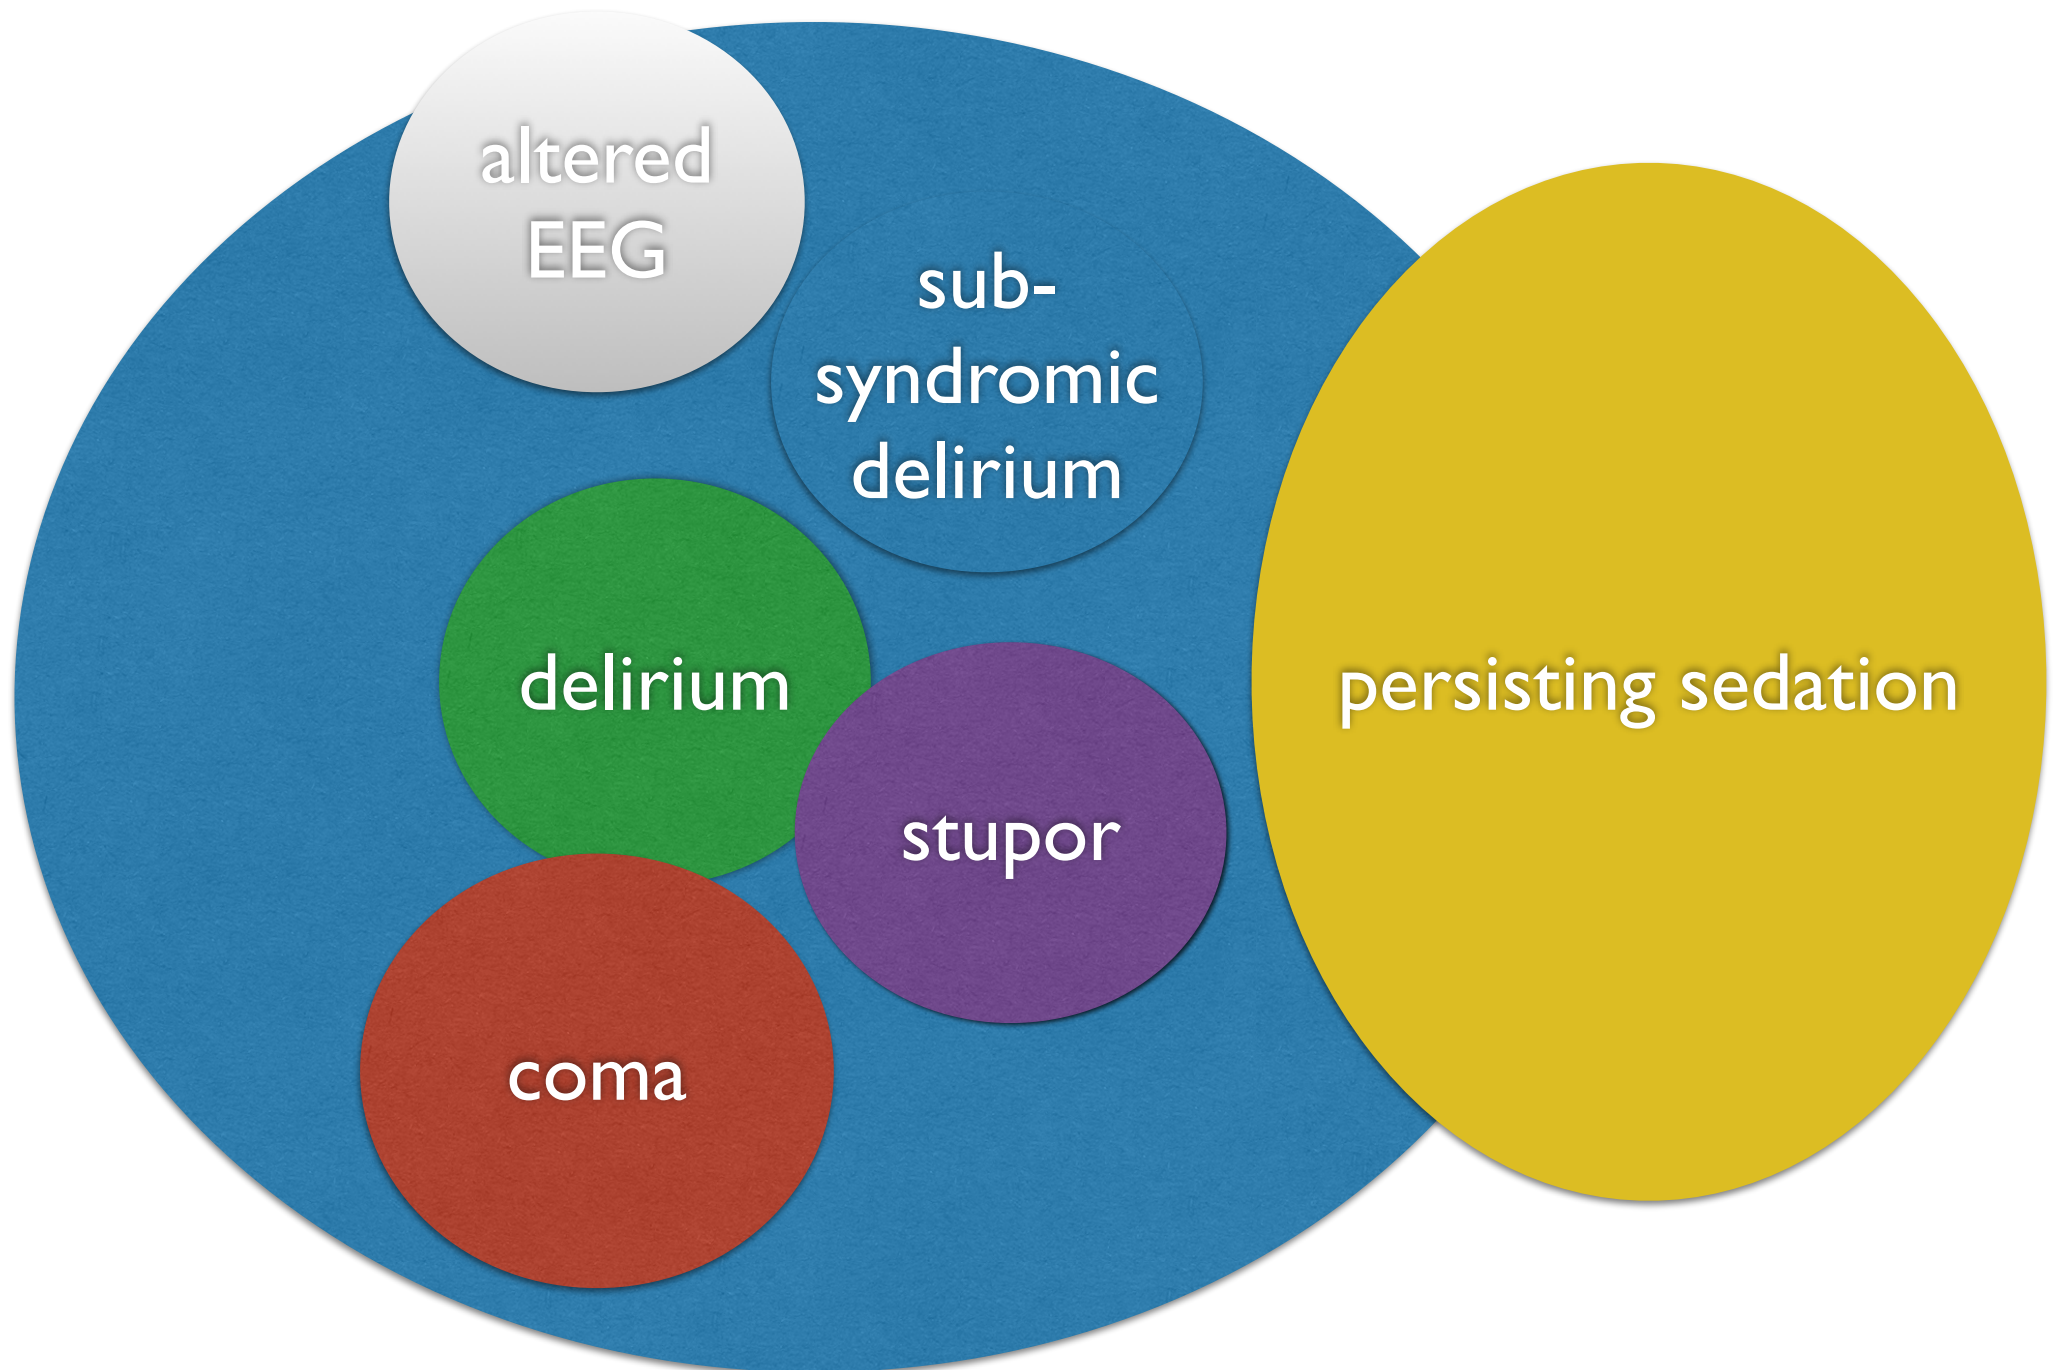 altered
EEG
sub-
syndromic
delirium
delirium
persisting sedation
stupor
coma